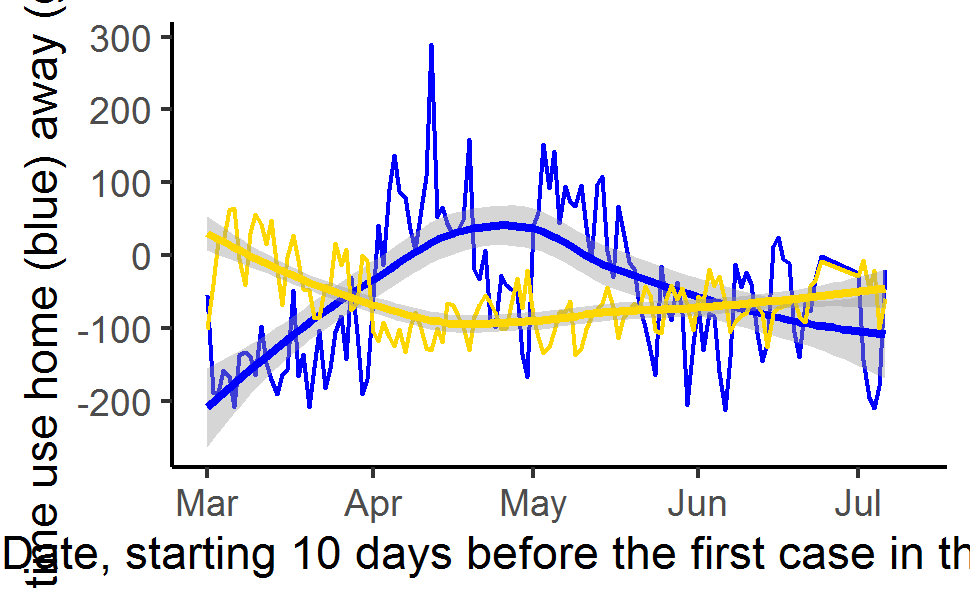 time use home (blue) away (
300
200
100
0
-100
-200
Mar Apr May Jun Jul
Date, starting 10 days before the first case in th